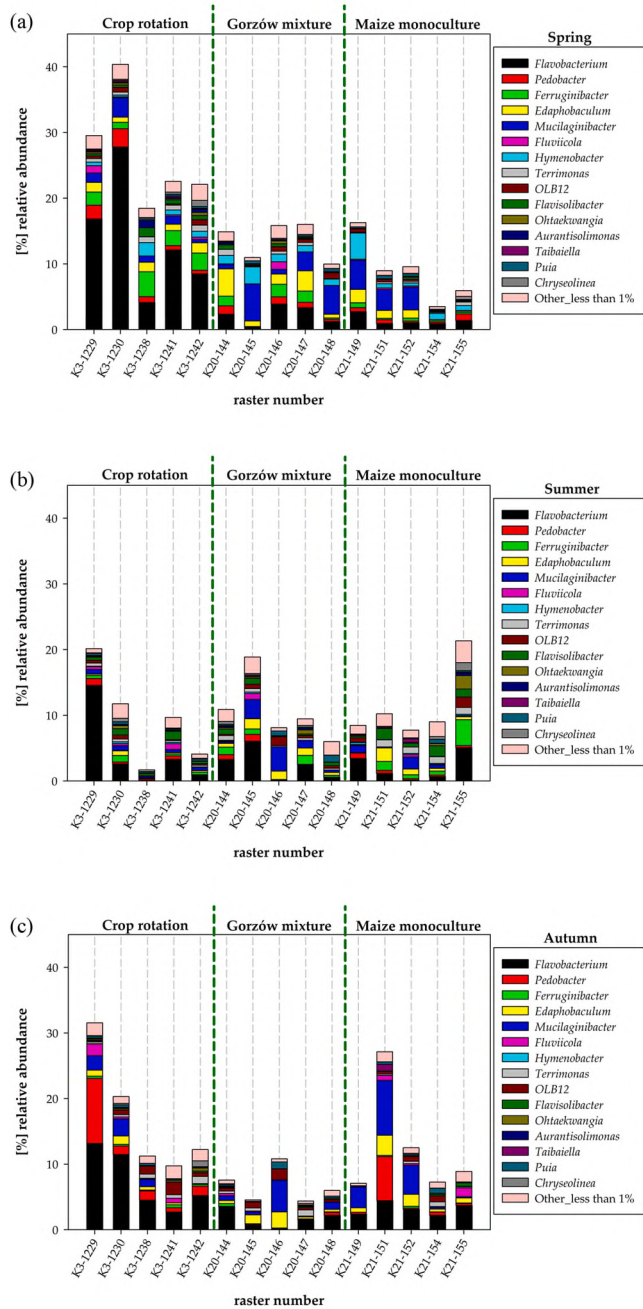 (a)
Crop rotation Gorzów mixture Maize monoculture
Spring
40
30
20
10
0
[%] relative abundance
Flavobacterium
Pedobacter
Ferruginibacter
Edaphobaculum
Mucilaginibacter
Fluviicola
Hymenobacter
Terrimonas
OLB12
Flavisolibacter
Ohtaekwangia
Aurantisolimonas
Taibaiella
Puia
Chryseolinea
Other_less than 1%
K3-1229 K3-1230 K3-1238 K3-1241 K3-1242 K20-144 K20-145 K20-146 K20-147 K20-148 K21-149 K21-151 K21-152 K21-154 K21-155
raster number
(b)
Crop rotation Gorzów mixture Maize monoculture
Summer
40
30
20
10
0
[%] relative abundance
Flavobacterium
Pedobacter
Ferruginibacter
Edaphobaculum
Mucilaginibacter
Fluviicola
Hymenobacter
Terrimonas
OLB12
Flavisolibacter
Ohtaekwangia
Aurantisolimonas
Taibaiella
Puia
Chryseolinea
Other_less than 1%
K3-1229 K3-1230 K3-1238 K3-1241 K3-1242 K20-144 K20-145 K20-146 K20-147 K20-148 K21-149 K21-151 K21-152 K21-154 K21-155
raster number
(c)
Crop rotation Gorzów mixture Maize monoculture
Autumn
40
30
20
10
0
[%] relative abundance
Flavobacterium
Pedobacter
Ferruginibacter
Edaphobaculum
Mucilaginibacter
Fluviicola
Hymenobacter
Terrimonas
OLB12
Flavisolibacter
Ohtaekwangia
Aurantisolimonas
Taibaiella
Puia
Chryseolinea
Other_less than 1%
K3-1229 K3-1230 K3-1238 K3-1241 K3-1242 K20-144 K20-145 K20-146 K20-147 K20-148 K21-149 K21-151 K21-152 K21-154 K21-155
raster number